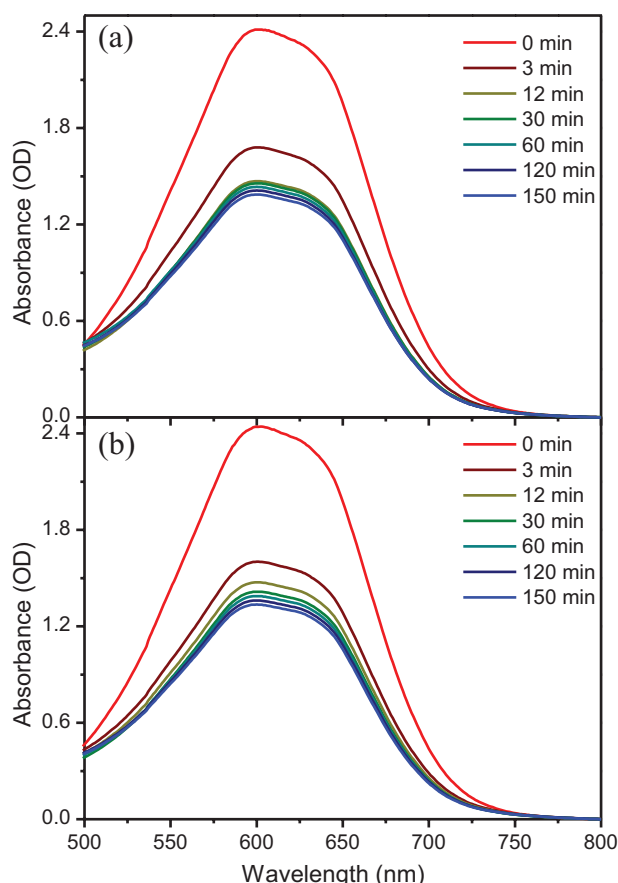 (a)
0 min
3 min
12 min
30 min
60 min
120 min
150 min
2.4
1.8
1.2
0.6
0.0
Absorbance (OD)
(b)
0 min
3 min
12 min
30 min
60 min
120 min
150 min
2.4
1.8
1.2
0.6
0.0
Absorbance (OD)
500 550 600 650 700 750 800
Wavelength (nm)